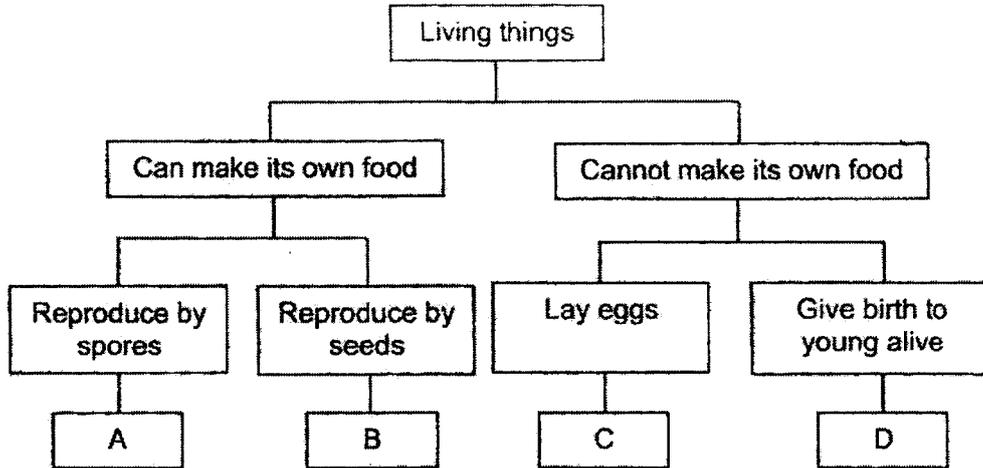 Living things
Can make its own food
Cannot make its own food
Reproduce by
spores
Reproduce by
seeds
Lay eggs
Give birth to
young alive
A
B
C
D